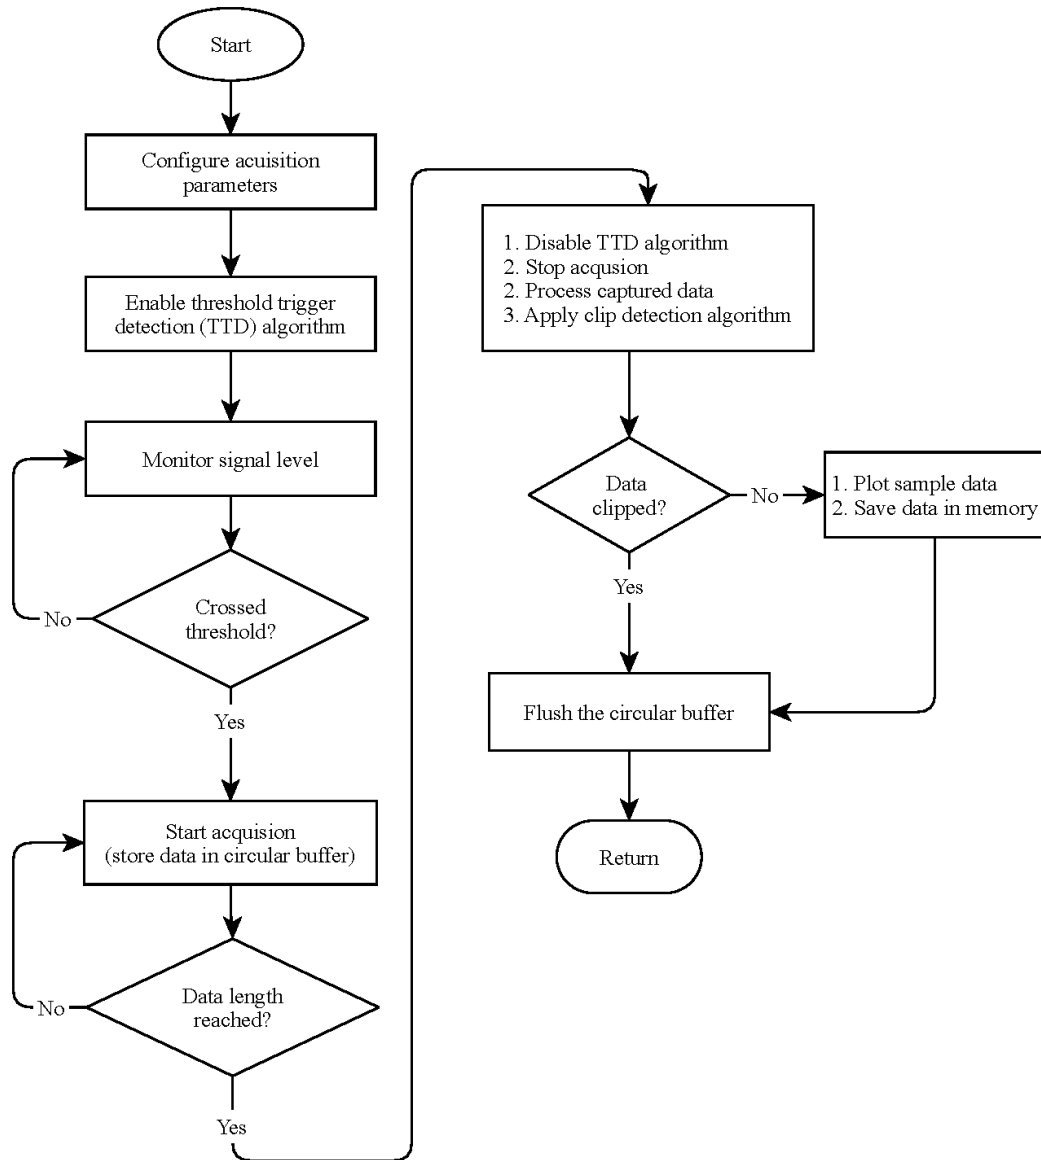 Start
Configure acuisition
parameters
Enable threshold trigger
detection (TTD) algorithm
Monitor signal level
Crossed
threshold?
No
Yes
Start acquision
(store data in circular buffer)
Data length
reached?
No
Yes
1. Disable TTD algorithm
2. Stop acqusion
2. Process captured data
3. Apply clip detection algorithm
Data
clipped?
No
1. Plot sample data
2. Save data in memory
Yes
Flush the circular buffer
Return